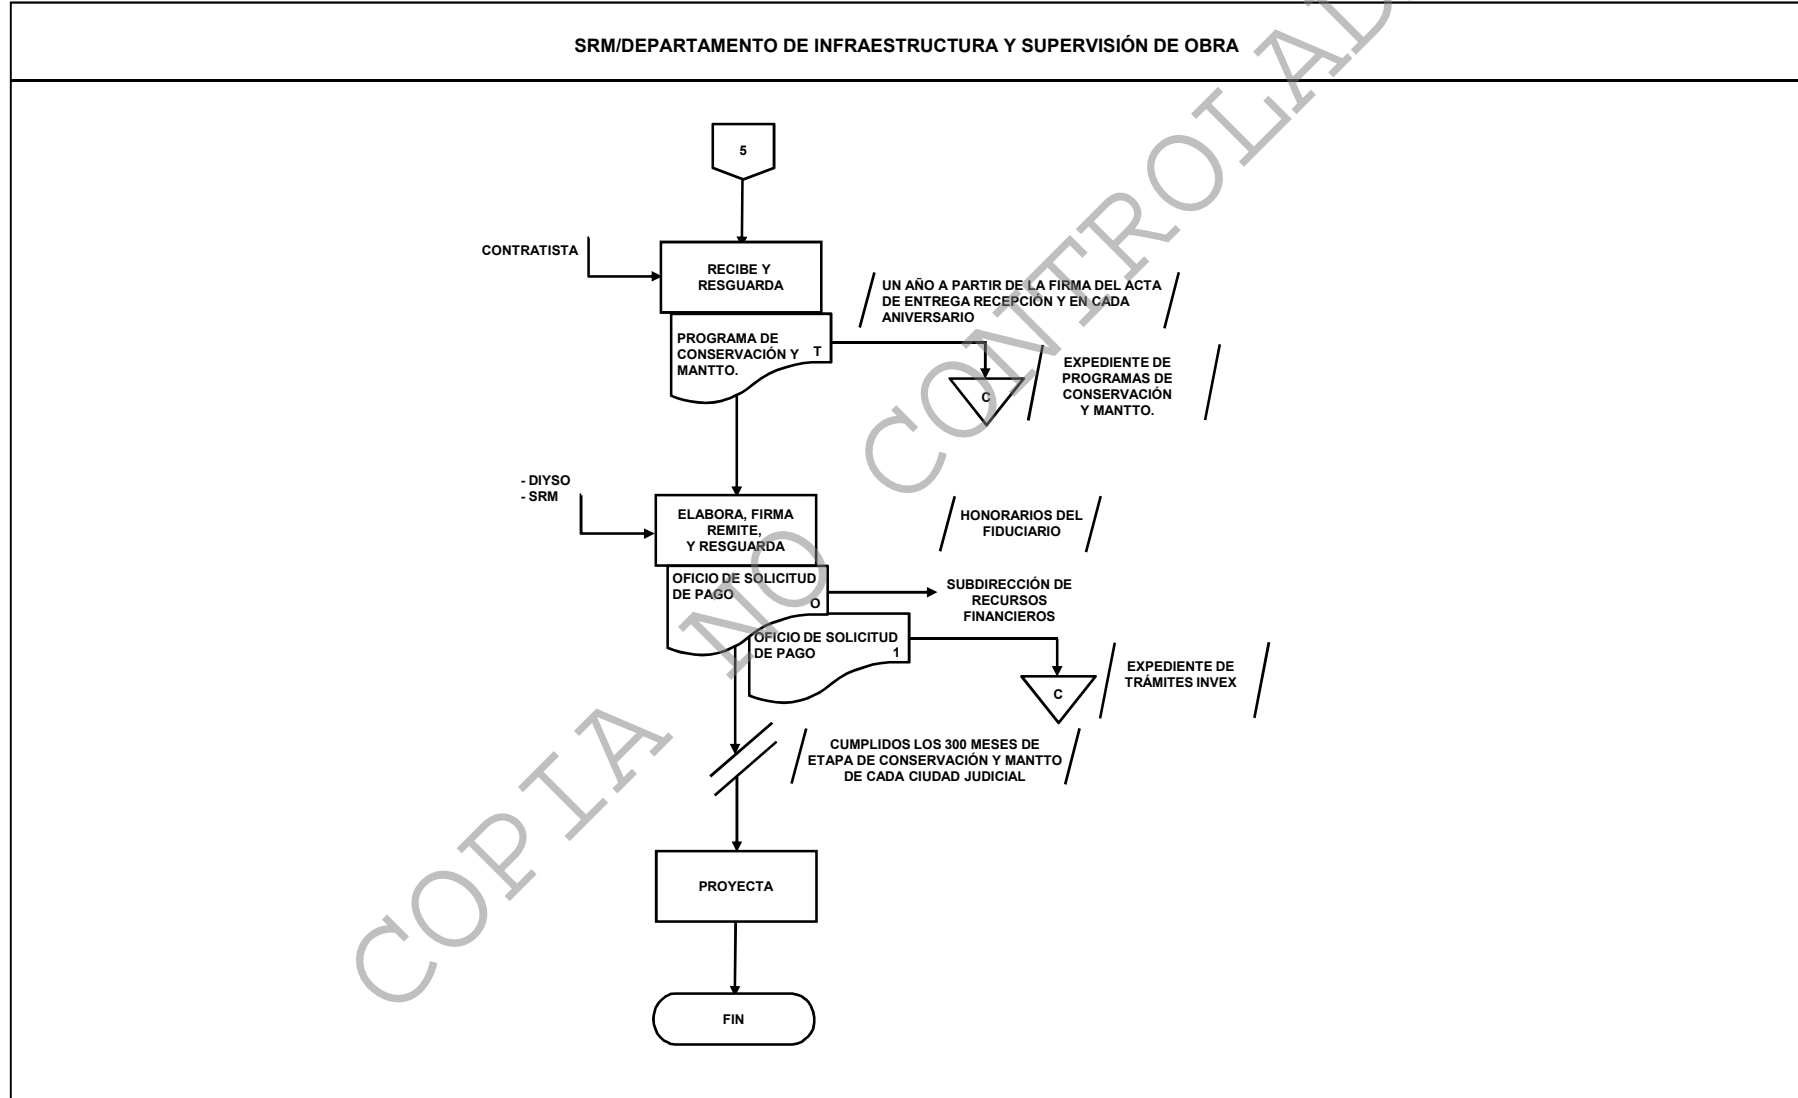 SRM/DEPARTAMENTO DE INFRAESTRUCTURA Y SUPERVISIÓN DE OBRA
5
CONTRATISTA
RECIBE Y
RESGUARDA
UN AÑO A PARTIR DE LA FIRMA DEL ACTA
DE ENTREGA RECEPCIÓN Y EN CADA
ANIVERSARIO
PROGRAMA DE
CONSERVACIÓN Y
MANTTO.
T
C
EXPEDIENTE DE
PROGRAMAS DE
CONSERVACIÓN
Y MANTTO.
- DIYSO
- SRM
ELABORA, FIRMA
REMITE,
Y RESGUARDA
HONORARIOS DEL
FIDUCIARIO
OFICIO DE SOLICITUD
DE PAGO
O
SUBDIRECCIÓN DE
RECURSOS
FINANCIEROS
OFICIO DE SOLICITUD
DE PAGO
1
C
EXPEDIENTE DE
TRÁMITES INVEX
CUMPLIDOS LOS 300 MESES DE
ETAPA DE CONSERVACIÓN Y MANTTO
DE CADA CIUDAD JUDICIAL
PROYECTA
FIN
COPIA NO CONTROLAD